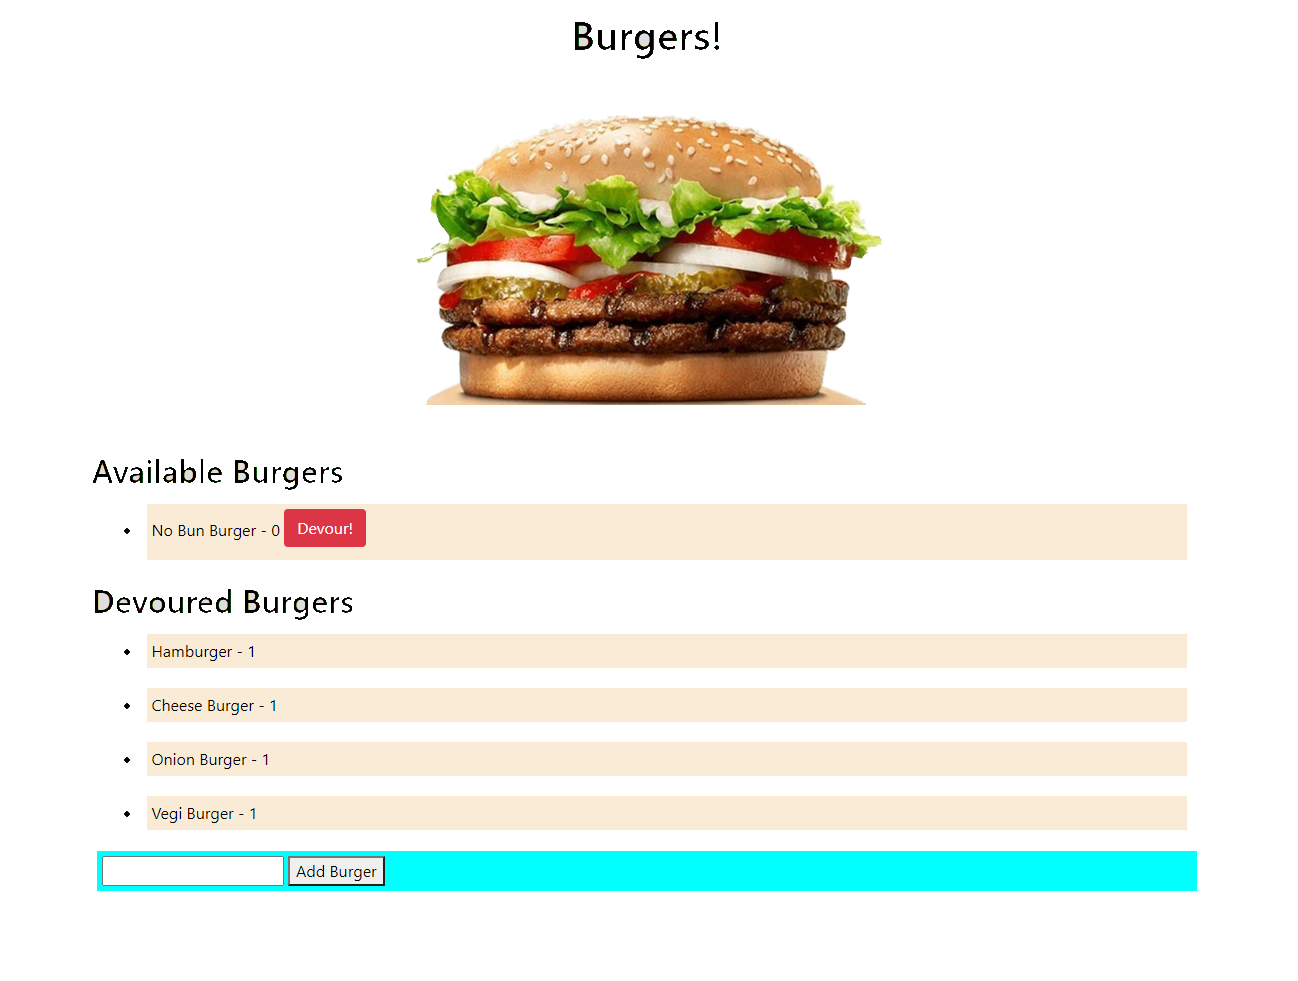 Burgers!
Available Burgers
No Bun Burger - 0 Devour!
Devoured Burgers
Hamburger - 1
Cheese Burger - 1
Onion Burger - 1
Vegi Burger - 1
Add Burger